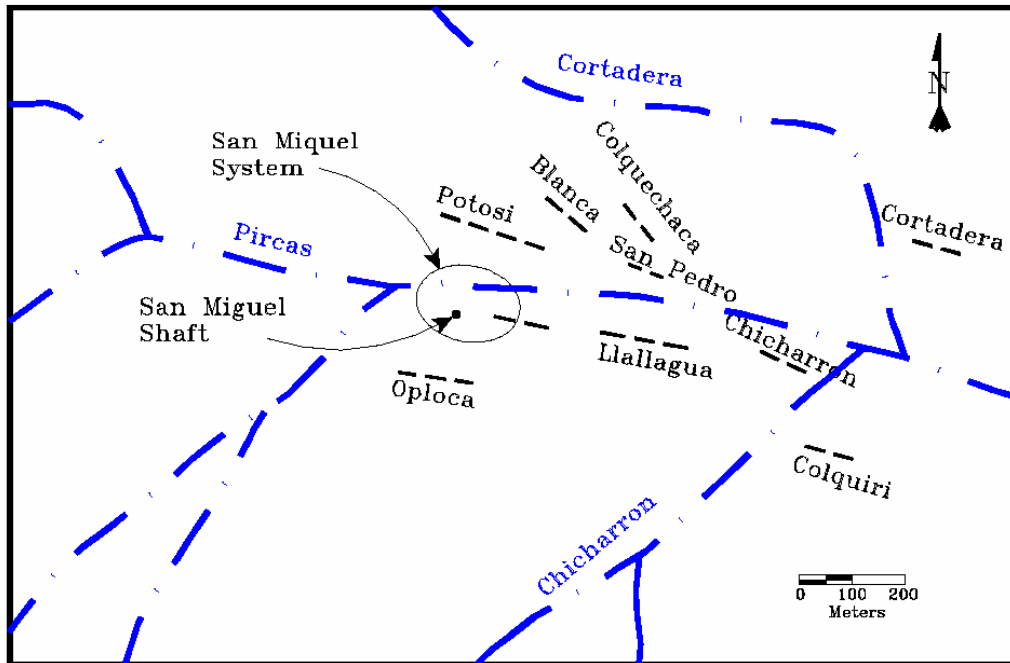 Cortadera
N
San Miquel
System
Colquechaca
Blanca
Potosi
Cortadera
Pircas
San Pedro
San Miguel
Shaft
Chicharron
Llallagua
Oploca
Colquiri
Chicharron
0 100 200
Meters